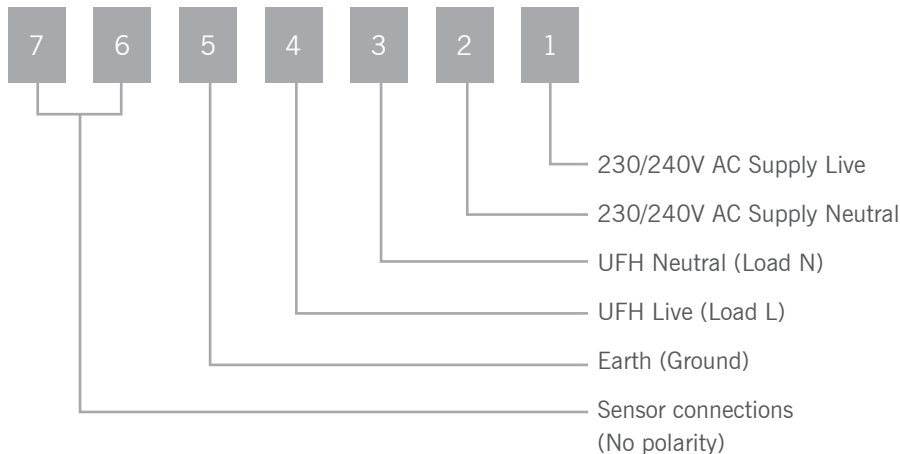 7 6 5 4 3 2 1
230/240V AC Supply Live
230/240V AC Supply Neutral
UFH Neutral (Load N)
UFH Live (Load L)
Earth (Ground)
Sensor connections
(No polarity)